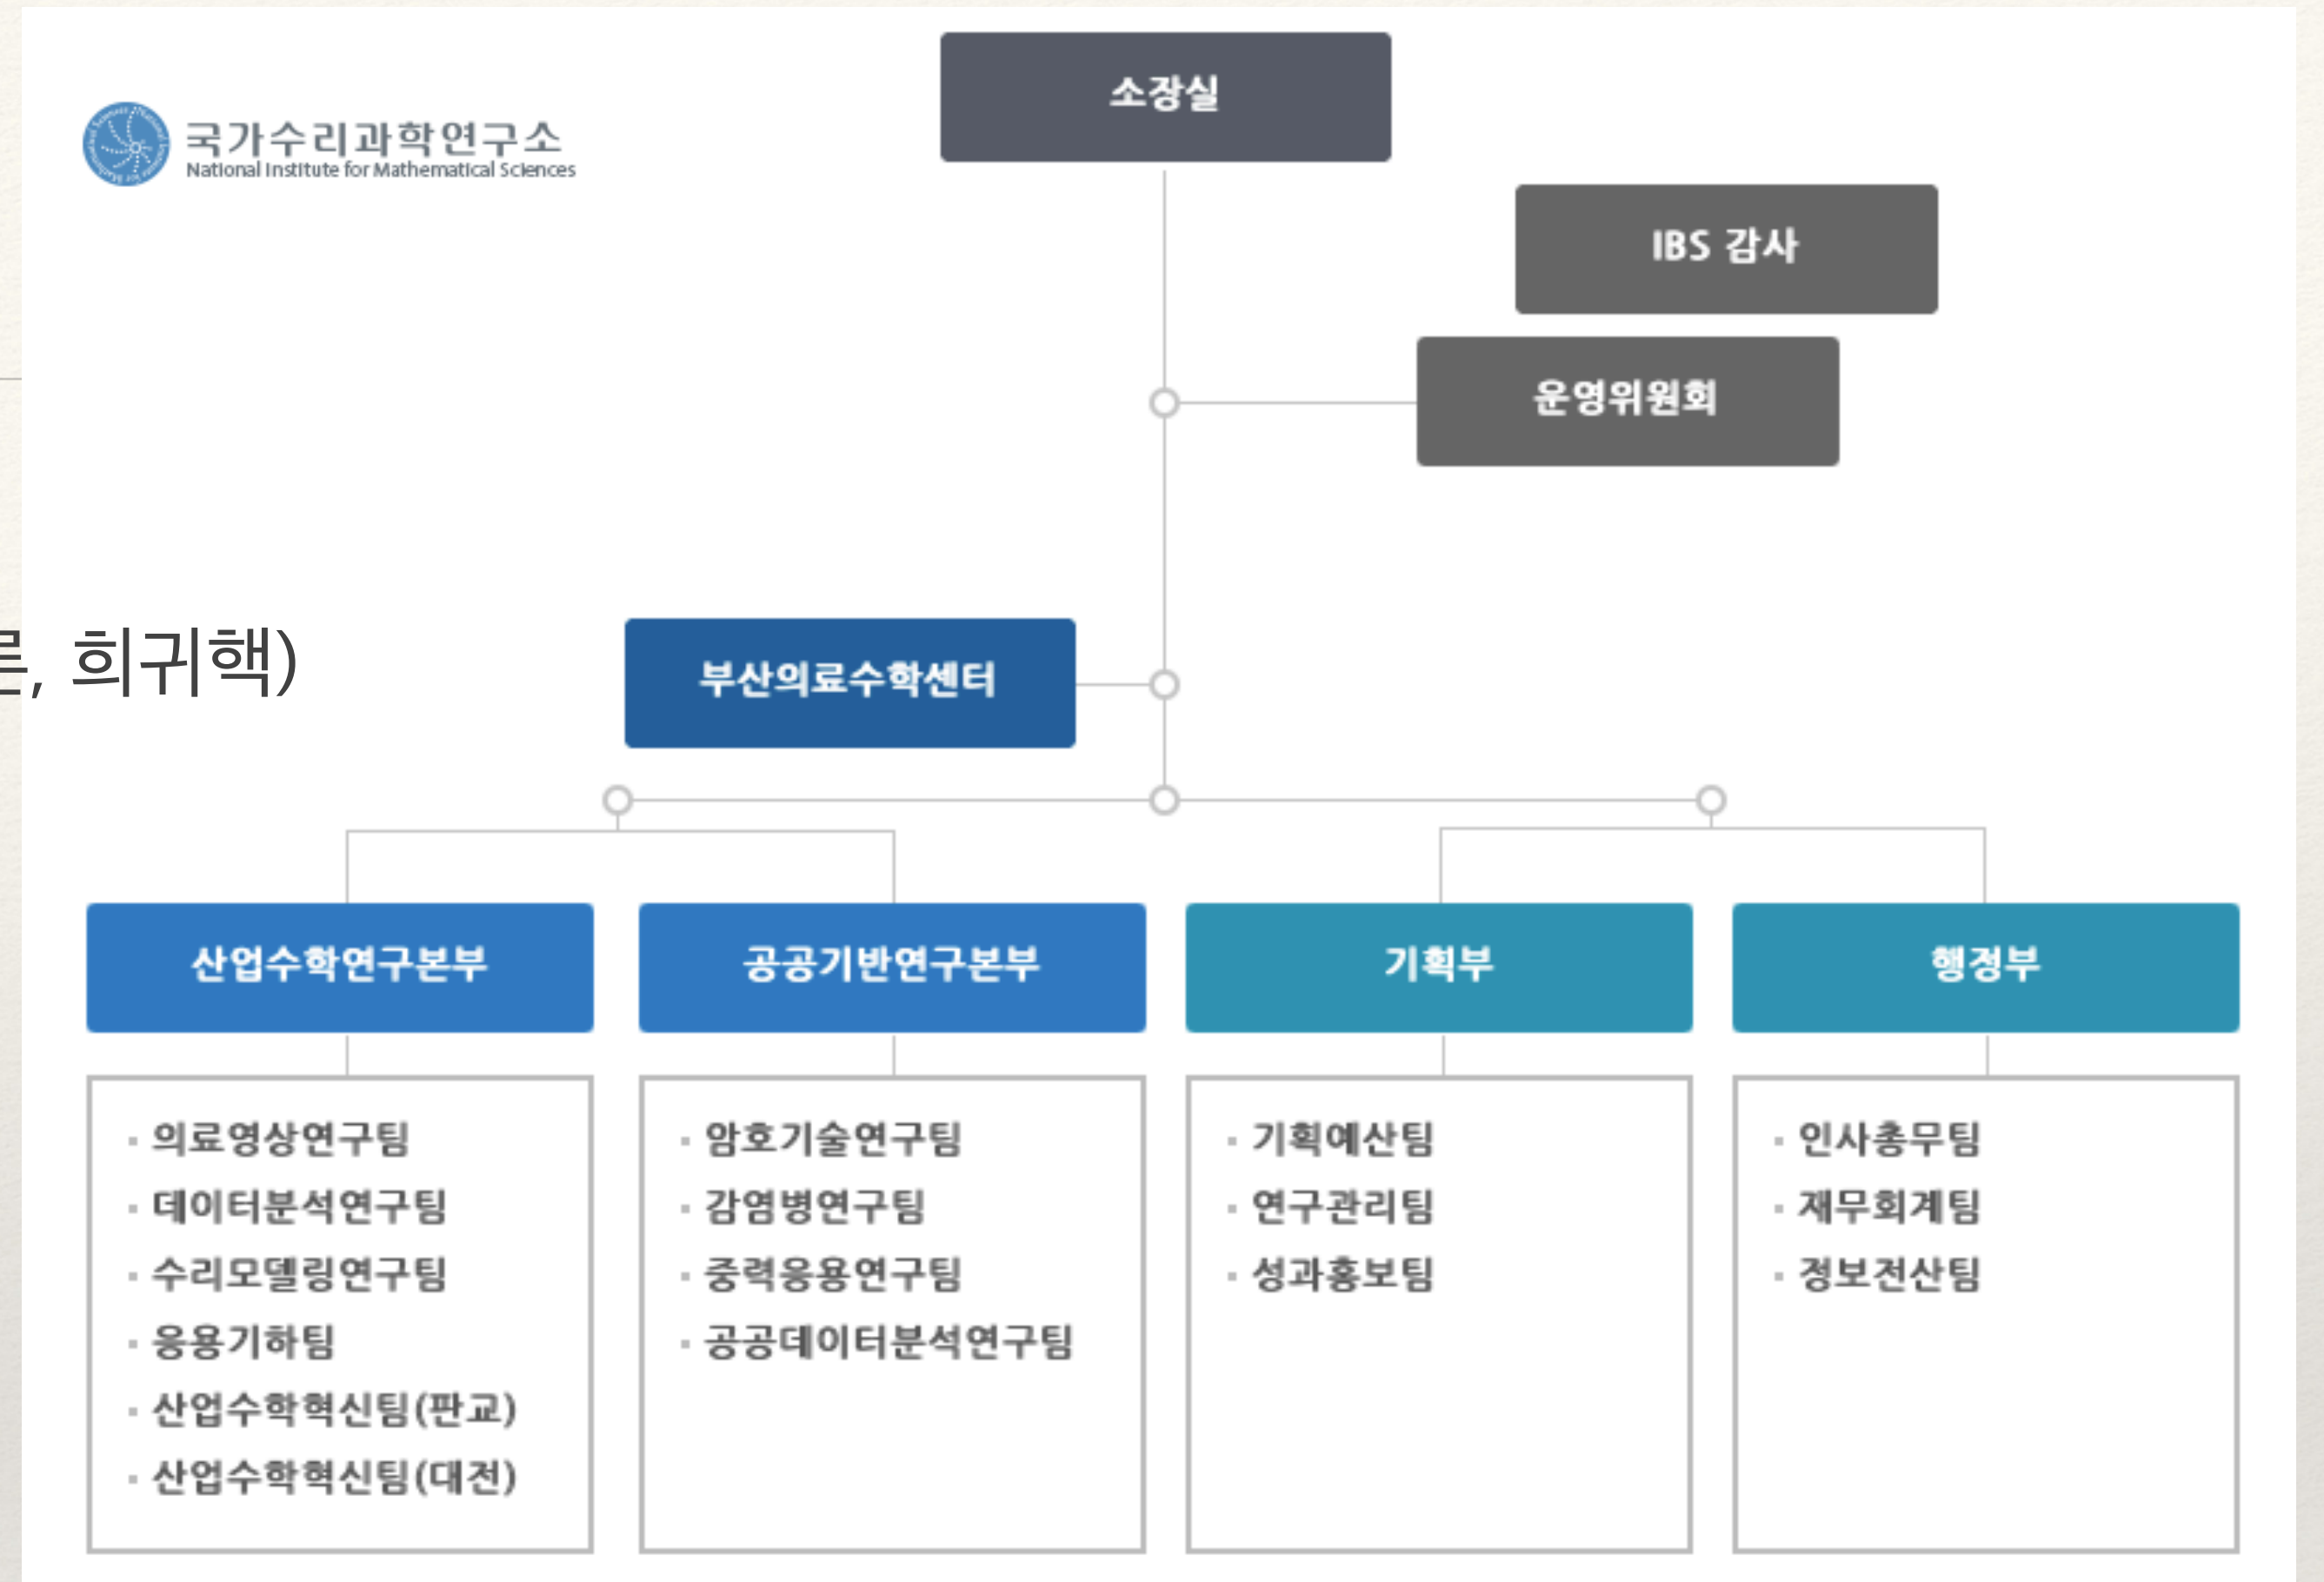 소장실
국가수리과학연구소
National Institute for Mathematical Sciences
IBS 감사
운영위원회
, 희귀핵)
부산의료수학센터
산업수학연구본부
공공기반연구본부
기획부
행정부
· 의료영상연구팀
· 데이터분석연구팀
· 수리모델링연구팀
· 응용기하팀
· 산업수학혁신팀(판교)
· 산업수학혁신팀(대전)
· 암호기술연구팀
· 감염병연구팀
· 중력응용연구팀
· 공공데이터분석연구팀
· 기획예산팀
· 연구관리팀
· 성과홍보팀
· 인사총무팀
· 재무회계팀
· 정보전산팀